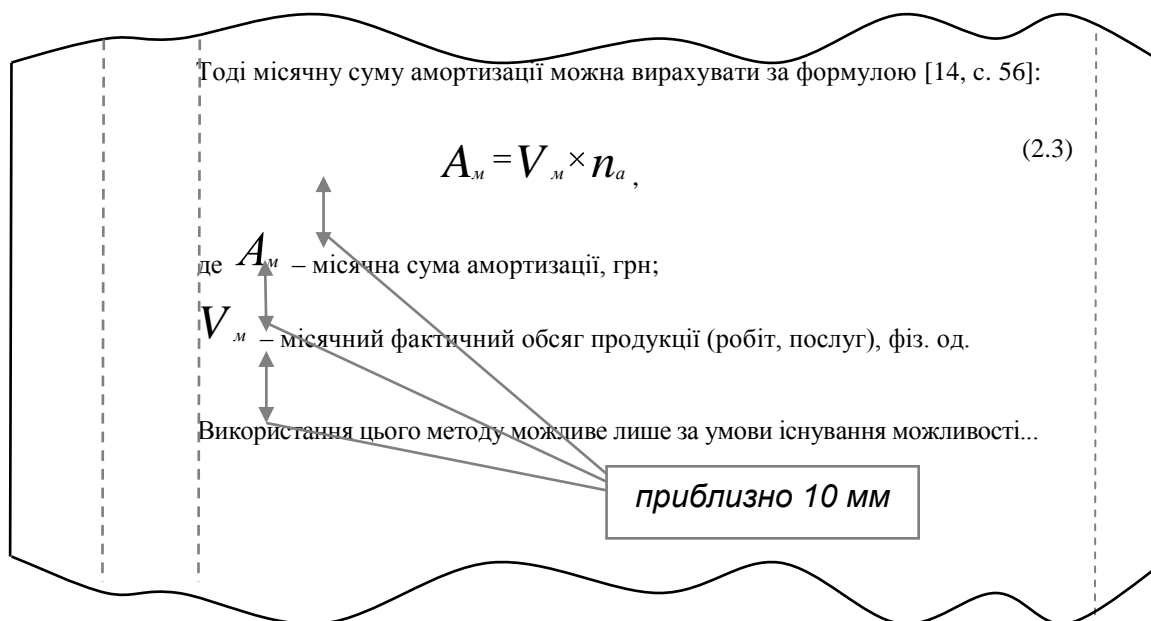 Тоді місячну суму амортизації можна вирахувати за формулою [14, с. 56]:
Aм = Vм × nа , (2.3)
де Aм – місячна сума амортизації, грн;
Vм – місячний фактичний обсяг продукції (робіт, послуг), фіз. од.
Використання цього методу можливе лише за умови існування можливості...
приблизно 10 мм